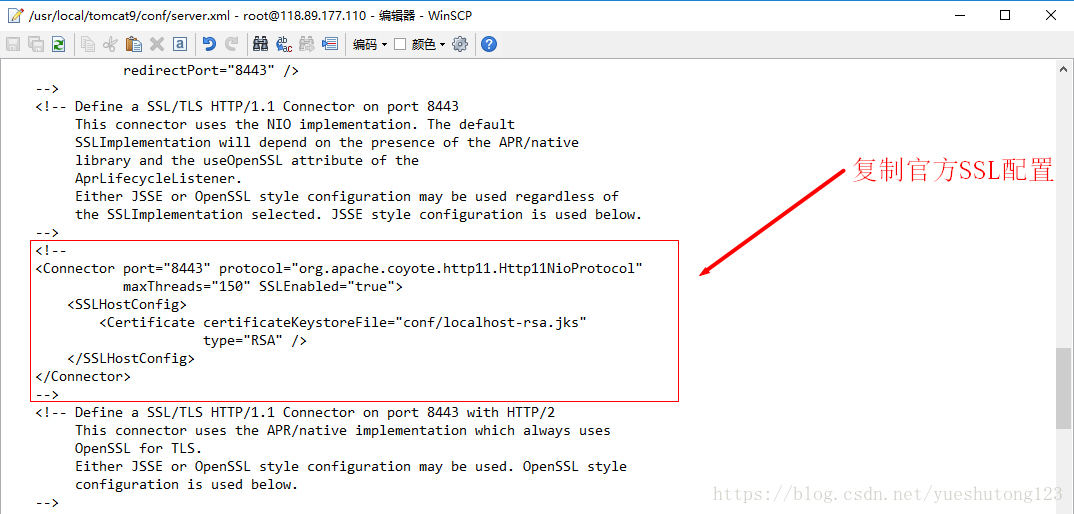 /usr/local/tomcat9/conf/server.xml - root@118.89.177.110 - 编辑器 - WinSCP
编码 颜色
redirectPort="8443" />
-->
<!-- Define a SSL/TLS HTTP/1.1 Connector on port 8443
This connector uses the NIO implementation. The default
SSLImplementation will depend on the presence of the APR/native
library and the useOpenSSL attribute of the
AprLifecycleListener.
Either JSSE or OpenSSL style configuration may be used regardless of
the SSLImplementation selected. JSSE style configuration is used below.
-->
复制官方SSL配置
<!--
<Connector port="8443" protocol="org.apache.coyote.http11.Http11NioProtocol"
maxThreads="150" SSLEnabled="true">
<SSLHostConfig>
<Certificate certificateKeystoreFile="conf/localhost-rsa.jks"
type="RSA" />
</SSLHostConfig>
</Connector>
-->
<!-- Define a SSL/TLS HTTP/1.1 Connector on port 8443 with HTTP/2
This connector uses the APR/native implementation which always uses
OpenSSL for TLS.
Either JSSE or OpenSSL style configuration may be used. OpenSSL style
configuration is used below.
-->
https://blog.csdn.net/yueshutong123